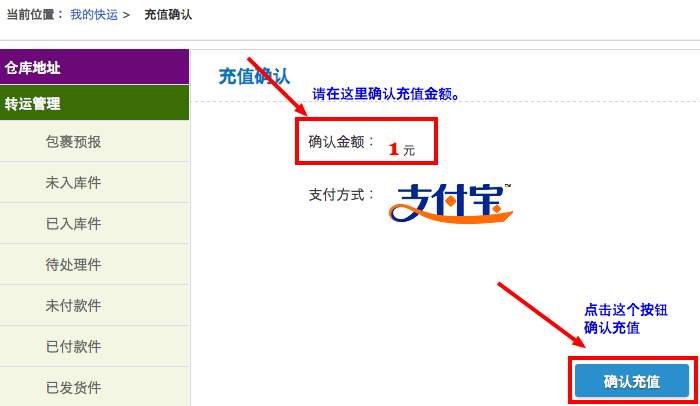 当前位置： 我的快运 > 充值确认
仓库地址
转运管理
包裹预报
未入库件
已入库件
待处理件
未付款件
已付款件
已发货件
充值确认
请在这里确认充值金额。
确认金额： 1 元
支付方式： 支付宝™
点击这个按钮
确认充值
确认充值